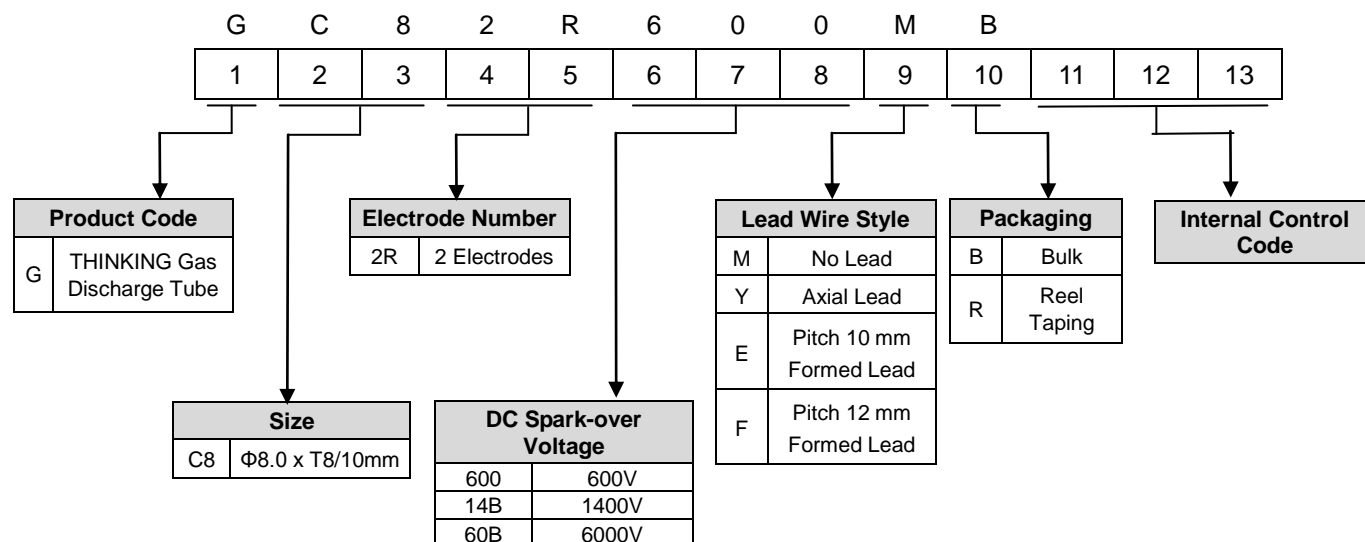 G C 8 2 R 6 0 0 M B
1 2 3 4 5 6 7 8 9 10 11 12 13
Product Code
G THINKING Gas
Discharge Tube
Electrode Number
2R 2 Electrodes
Lead Wire Style
M No Lead
Y Axial Lead
E Pitch 10 mm
Formed Lead
F Pitch 12 mm
Formed Lead
Packaging
B Bulk
R Reel
Taping
Internal Control
Code
Size
C8 Φ8.0 x T8/10mm
DC Spark-over
Voltage
600 600V
14B 1400V
60B 6000V